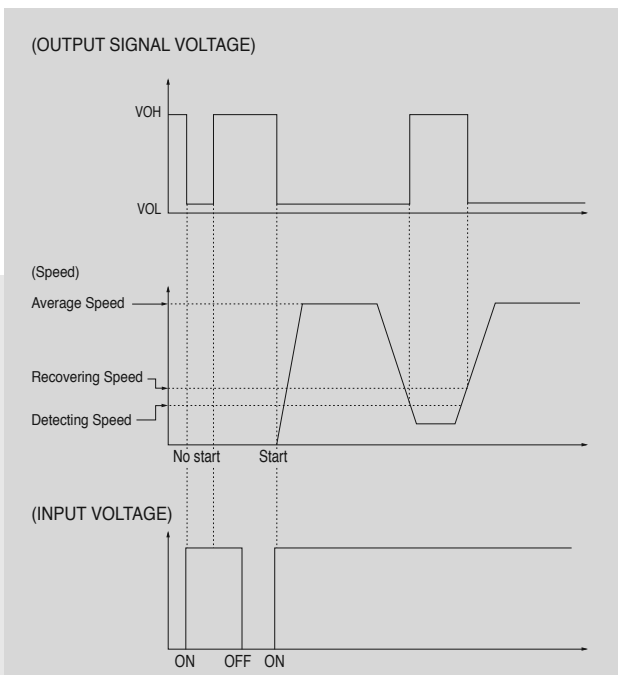 (OUTPUT SIGNAL VOLTAGE)
VOH
VOL
(Speed)
Average Speed
Recovering Speed
Detecting Speed
No start Start
(INPUT VOLTAGE)
ON OFF ON